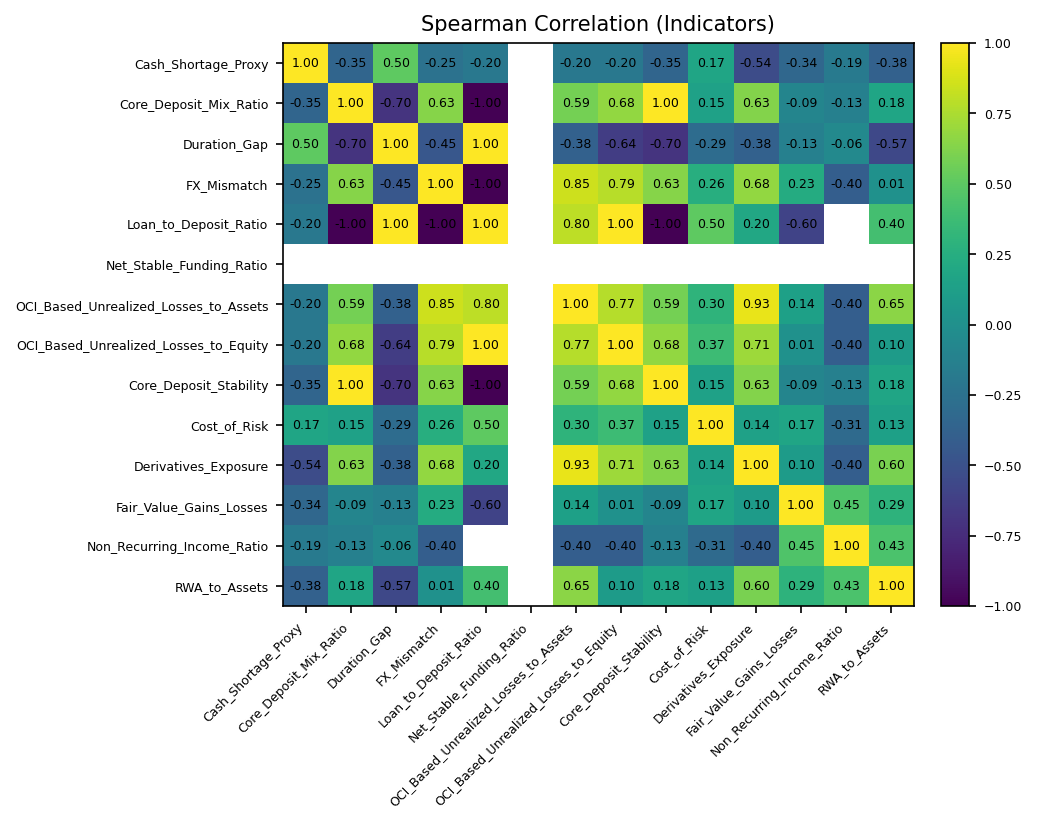 Spearman Correlation (Indicators)
Cash_Shortage_Proxy 1.00 -0.35 0.50 -0.25 -0.20 -0.20 -0.20 -0.35 0.17 -0.54 -0.34 -0.19 -0.38
Core_Deposit_Mix_Ratio -0.35 1.00 -0.70 0.63 -1.00 0.59 0.68 1.00 0.15 0.63 -0.09 -0.13 0.18
Duration_Gap 0.50 -0.70 1.00 -0.45 1.00 -0.38 -0.64 -0.70 -0.29 -0.38 -0.13 -0.06 -0.57
FX_Mismatch -0.25 0.63 -0.45 1.00 -1.00 0.85 0.79 0.63 0.26 0.68 0.23 -0.40 0.01
Loan_to_Deposit_Ratio -0.20 -1.00 1.00 -1.00 1.00 0.80 1.00 -1.00 0.50 0.20 -0.60 0.40
Net_Stable_Funding_Ratio
OCI_Based_Unrealized_Losses_to_Assets -0.20 0.59 -0.38 0.85 0.80 1.00 0.77 0.59 0.30 0.93 0.14 -0.40 0.65
OCI_Based_Unrealized_Losses_to_Equity -0.20 0.68 -0.64 0.79 1.00 0.77 1.00 0.68 0.37 0.71 0.01 -0.40 0.10
Core_Deposit_Stability -0.35 1.00 -0.70 0.63 -1.00 0.59 0.68 1.00 0.15 0.63 -0.09 -0.13 0.18
Cost_of_Risk 0.17 0.15 -0.29 0.26 0.50 0.30 0.37 0.15 1.00 0.14 0.17 -0.31 0.13
Derivatives_Exposure -0.54 0.63 -0.38 0.68 0.20 0.93 0.71 0.63 0.14 1.00 0.10 -0.40 0.60
Fair_Value_Gains_Losses -0.34 -0.09 -0.13 0.23 -0.60 0.14 0.01 -0.09 0.17 0.10 1.00 0.45 0.29
Non_Recurring_Income_Ratio -0.19 -0.13 -0.06 -0.40 -0.40 -0.40 -0.13 -0.31 -0.40 0.45 1.00 0.43
RWA_to_Assets -0.38 0.18 -0.57 0.01 0.40 0.65 0.10 0.18 0.13 0.60 0.29 0.43 1.00
Cash_Shortage_Proxy
Core_Deposit_Mix_Ratio
Duration_Gap
FX_Mismatch
Loan_to_Deposit_Ratio
Net_Stable_Funding_Ratio
OCI_Based_Unrealized_Losses_to_Assets
OCI_Based_Unrealized_Losses_to_Equity
Core_Deposit_Stability
Cost_of_Risk
Derivatives_Exposure
Fair_Value_Gains_Losses
Non_Recurring_Income_Ratio
RWA_to_Assets
1.00
0.75
0.50
0.25
0.00
−0.25
−0.50
−0.75
−1.00